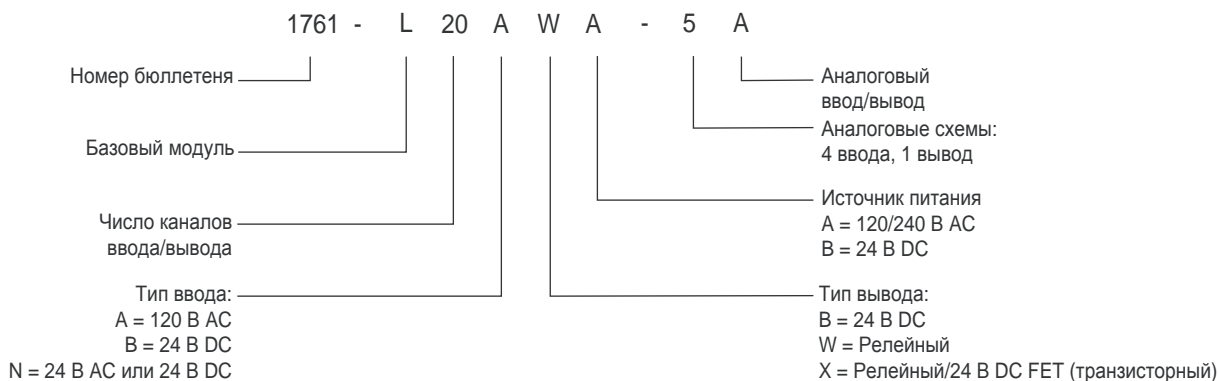 1761 - L 20 A W A - 5 A
Номер бюллетеня
Базовый модуль
Число каналов
ввода/вывода
Тип ввода:
A = 120 В AC
B = 24 В DC
N = 24 В AC или 24 В DC
Аналоговый
ввод/вывод
Аналоговые схемы:
4 ввода, 1 вывод
Источник питания
A = 120/240 В AC
B = 24 В DC
Тип вывода:
B = 24 В DC
W = Релейный
X = Релейный/24 В DC FET (транзисторный)